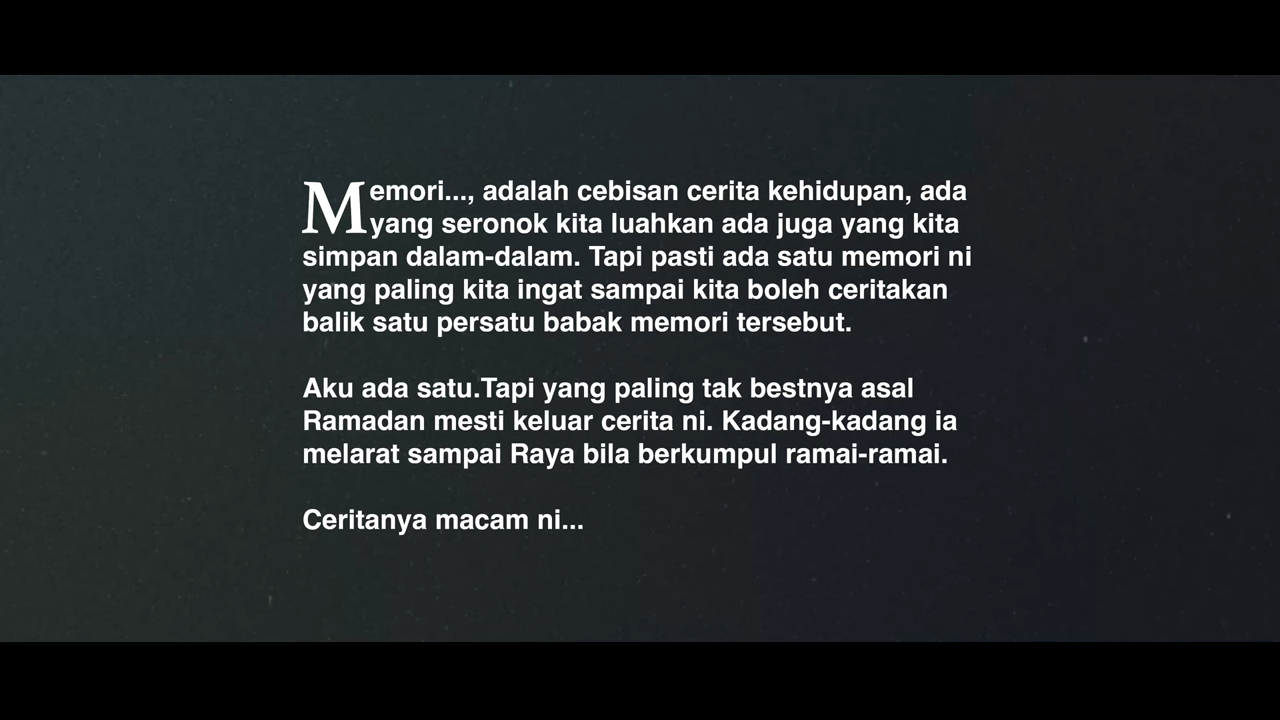 Memori..., adalah cebisan cerita kehidupan, ada
yang seronok kita luahkan ada juga yang kita
simpan dalam-dalam. Tapi pasti ada satu memori ni
yang paling kita ingat sampai kita boleh ceritakan
balik satu persatu babak memori tersebut.
Aku ada satu.Tapi yang paling tak bestnya asal
Ramadan mesti keluar cerita ni. Kadang-kadang ia
melarat sampai Raya bila berkumpul ramai-ramai.
Ceritanya macam ni...